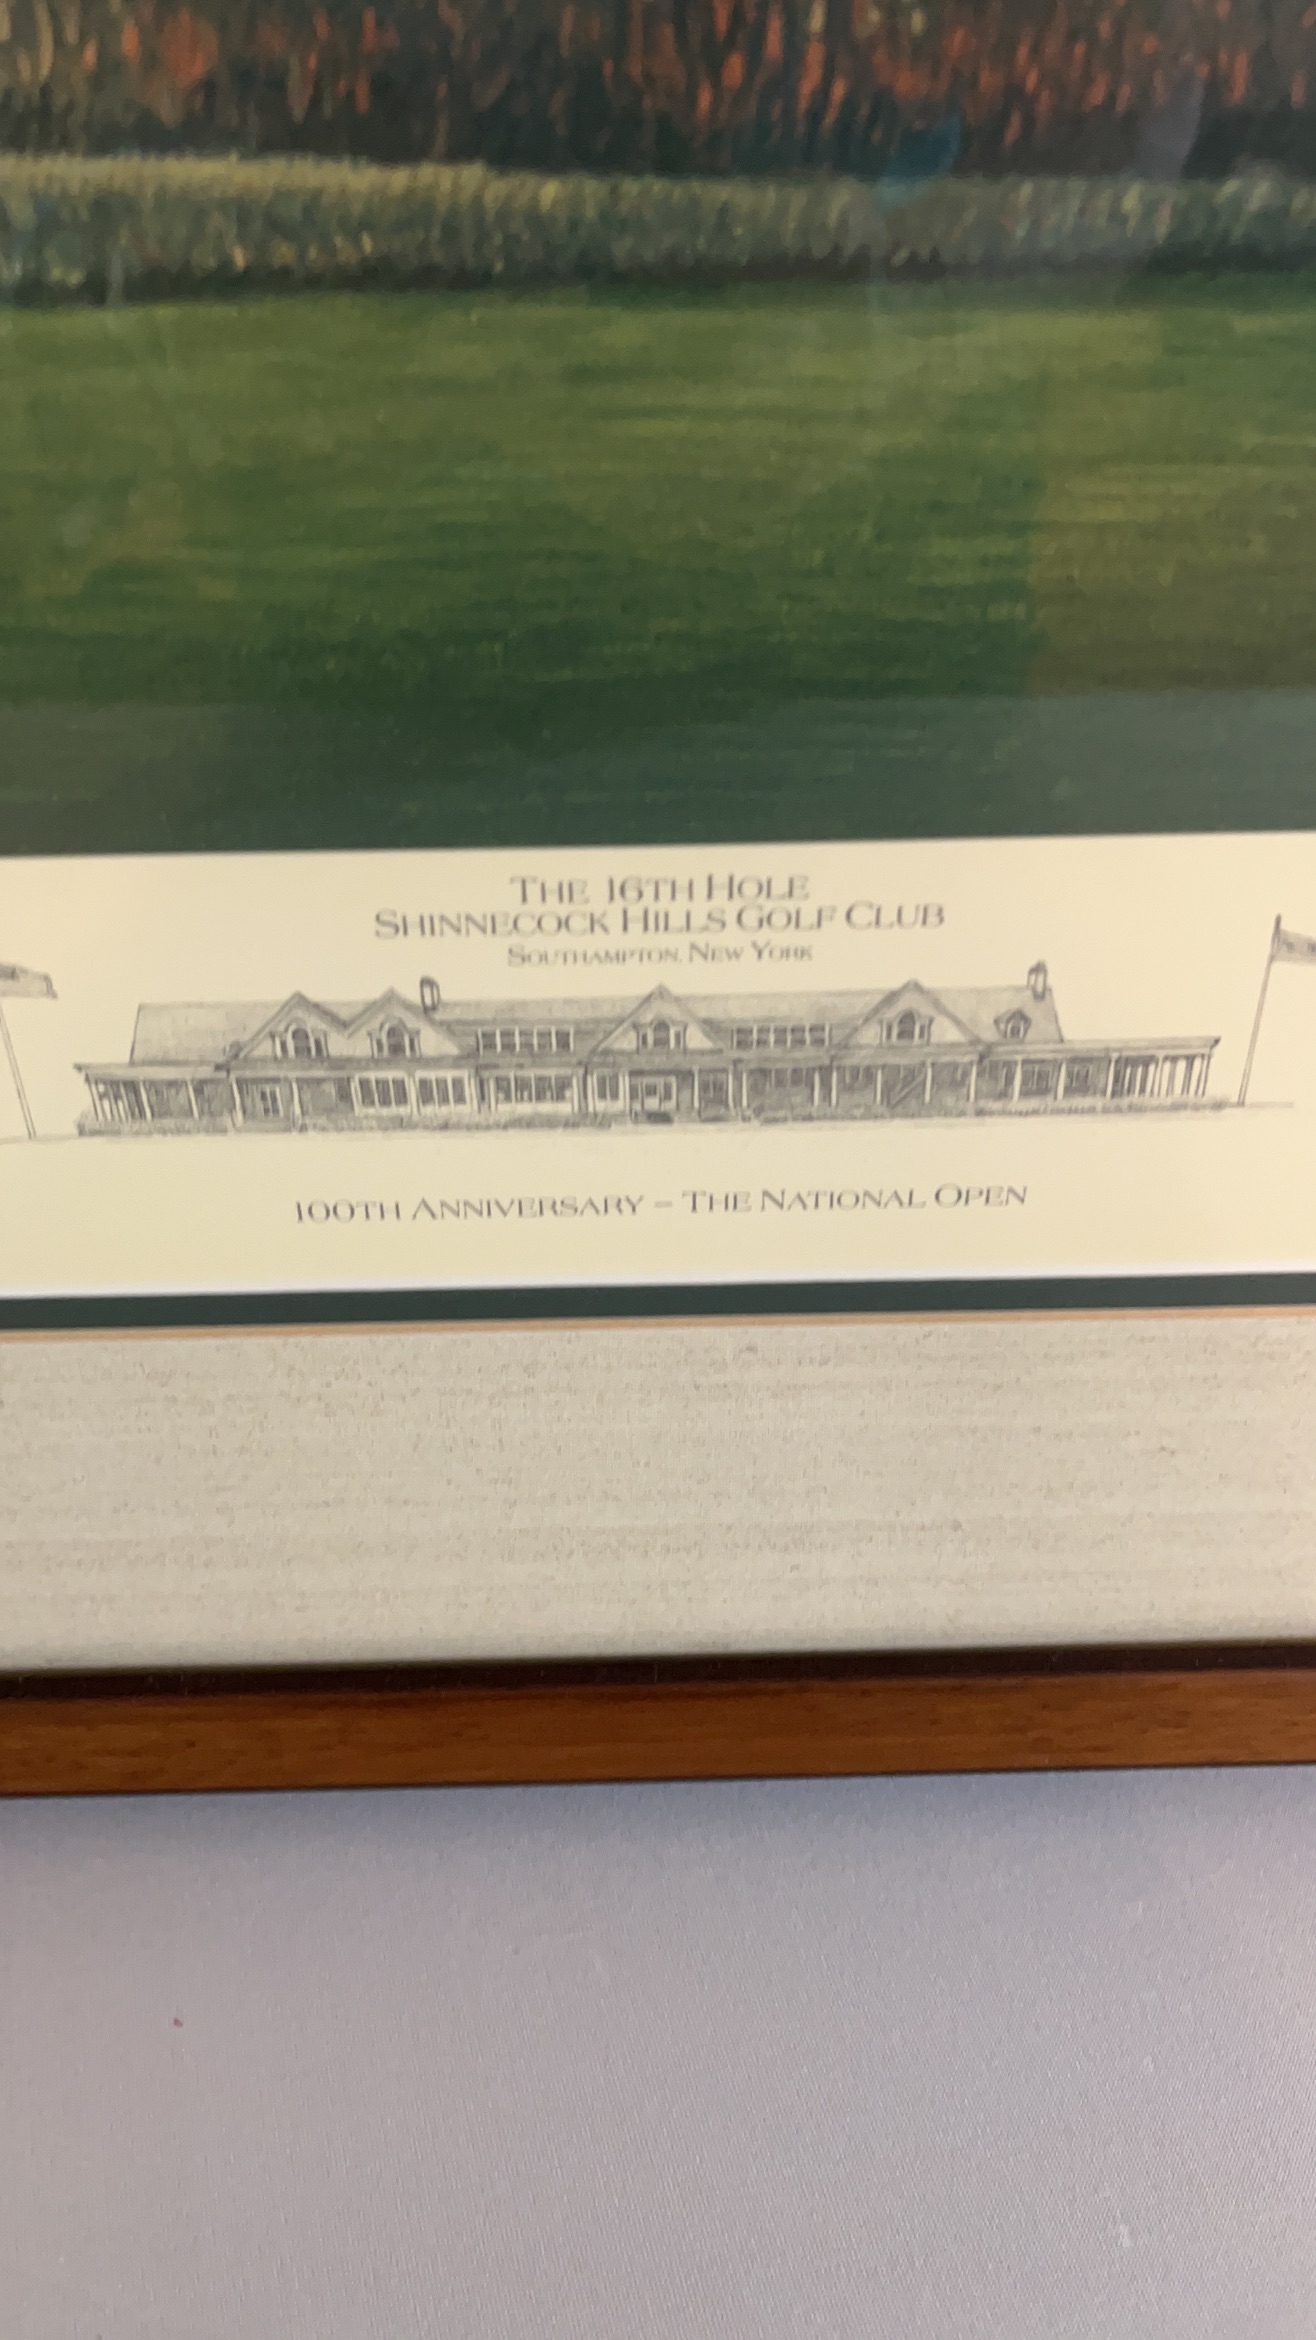 THE 16TH HOLE
SHINNECOCK HILLS GOLF CLUB
SOUTHAMPTON, NEW YORK
100TH ANNIVERSARY – THE NATIONAL OPEN